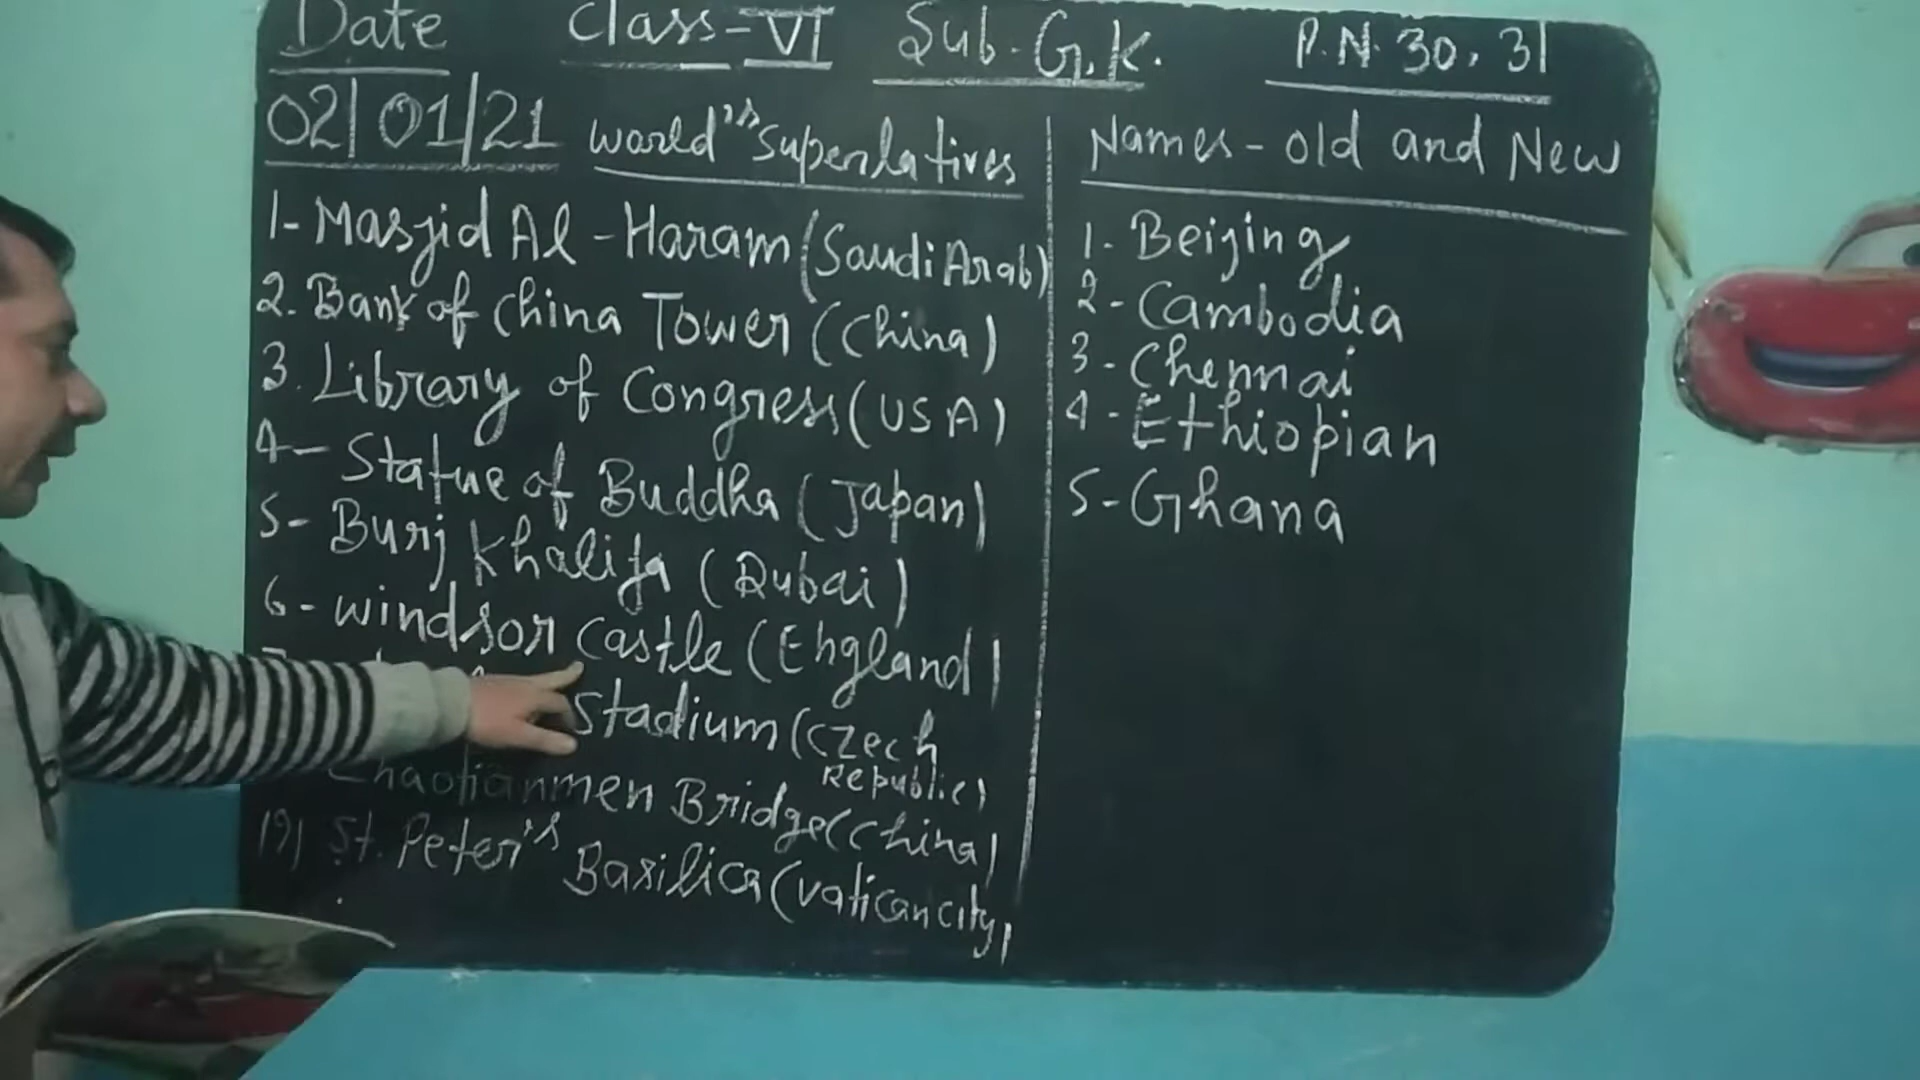 Date Class-VI Sub-G.K. P.N. 30, 31
02/01/21
World's Superlatives
1- Masjid Al-Haram (Saudi Arab)
2. Bank of China Tower (China)
3. Library of Congress (USA)
4- Statue of Buddha (Japan)
5- Burj Khalifa (Dubai)
6- Windsor Castle (England)
Stadium (Czech
Republic)
Chaotianmen Bridge (China)
9) St. Peter's Basilica (Vatican City)
Names - old and New
1- Beijing
2- Cambodia
3- Chennai
4- Ethiopian
5- Ghana